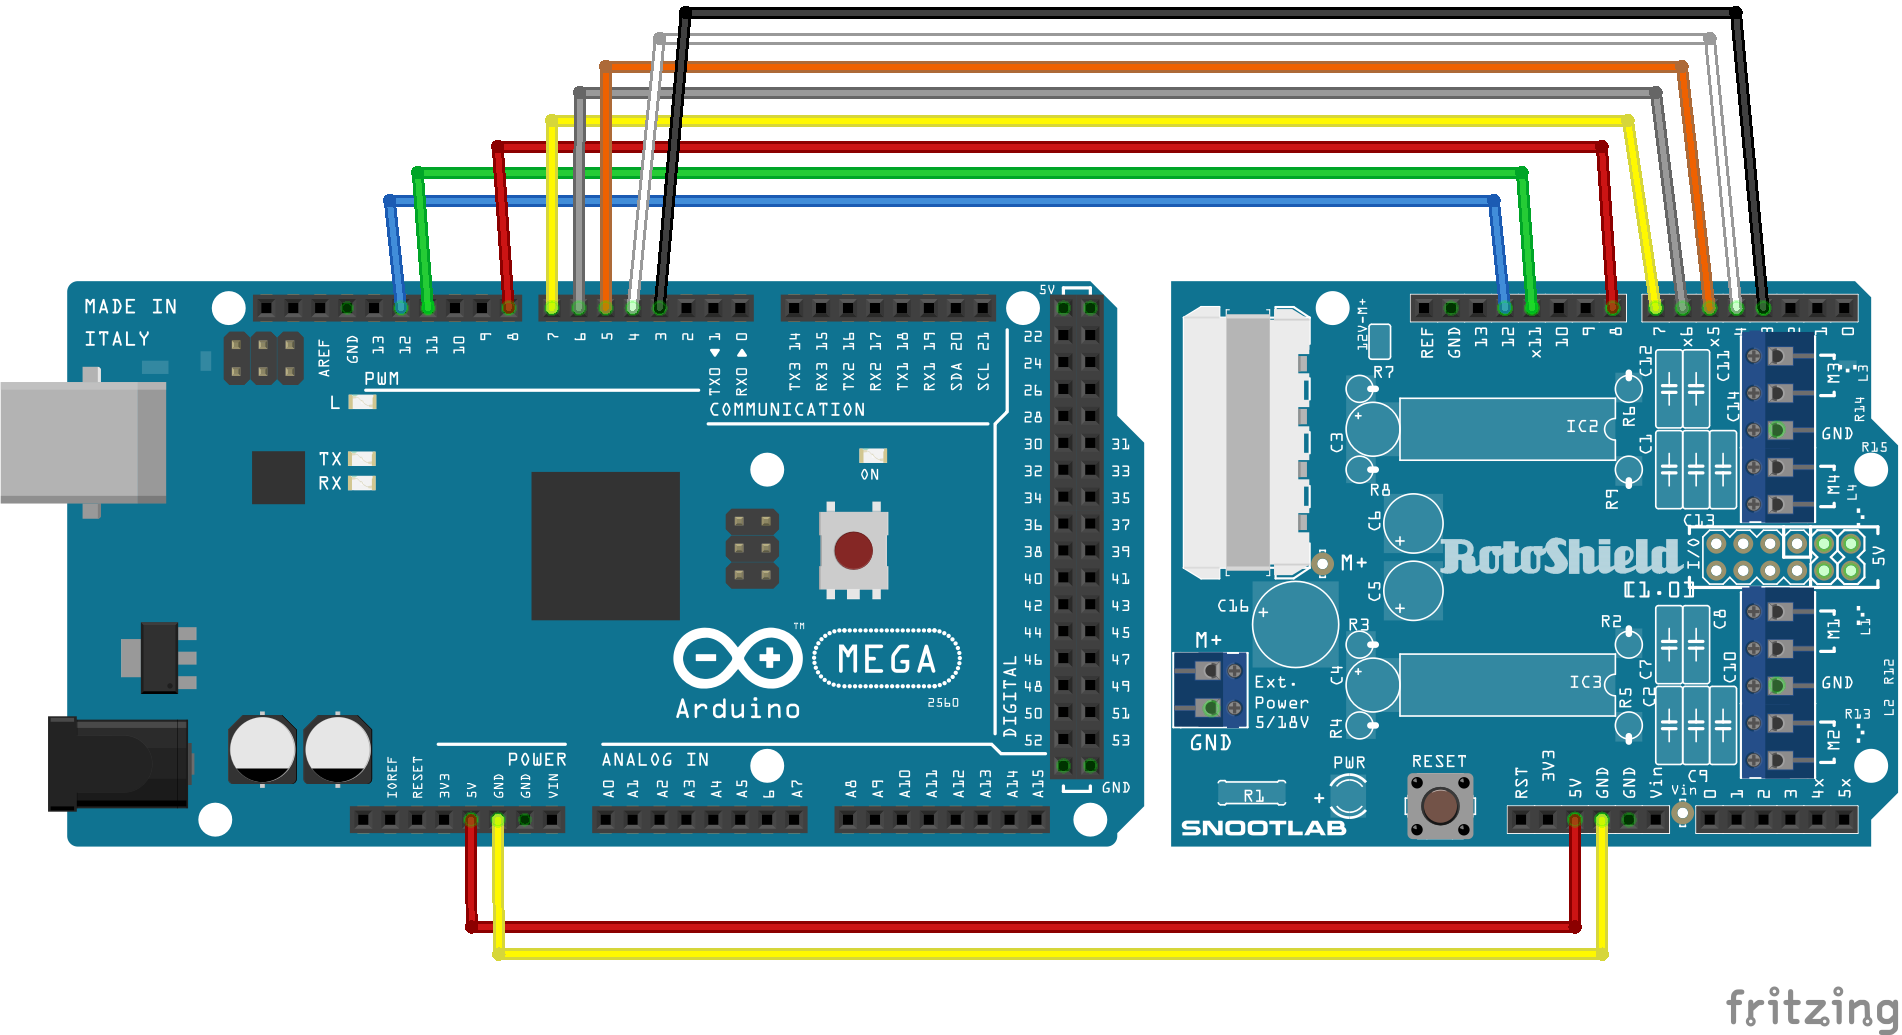 MADE IN
ITALY
AREF
GND
13
12
11
10
9
8
7
6
5
4
3
2
TX0 1
RX0 0
TX3 14
RX3 15
TX2 16
RX2 17
TX1 18
RX1 19
SDA 20
SCL 21
PWM
L
COMMUNICATION
TX
RX
ON
5V
22
24
26
28
30 31
32 33
34 35
36 37
38 39
40 41
42 43
44 45
46 47
48 49
50 51
52 53
GND
DIGITAL
TM
MEGA
Arduino
2560
POWER
ANALOG IN
IOREF
RESET
3V3
5V
GND
GND
VIN
A0
A1
A2
A3
A4
A5
6
A7
A8
A9
A10
A11
A12
A13
A14
A15
12V-M+
REF
GND
13
12
x11
10
9
8
7
x6
x5
4
3
2
1
0
R7
C3
R8
C6
C5
IC2
R6
R9
C12
C1
C11
C14
C13
M3
L3
R14
GND
R15
M4
L4
RotoShield
[1.0]
I/O
5V
M+
C16
M+
Ext.
Power
5/18V
GND
R3
C4
R4
IC3
R2
R5
C7
C2
C8
C10
C9
M1
L1
GND
R12
L2
R13
M2
PWR
+
R1
RESET
SNOOTLAB
RST
3V3
5V
GND
GND
Vin
Vin
0
1
2
3
4x
5x
fritzing